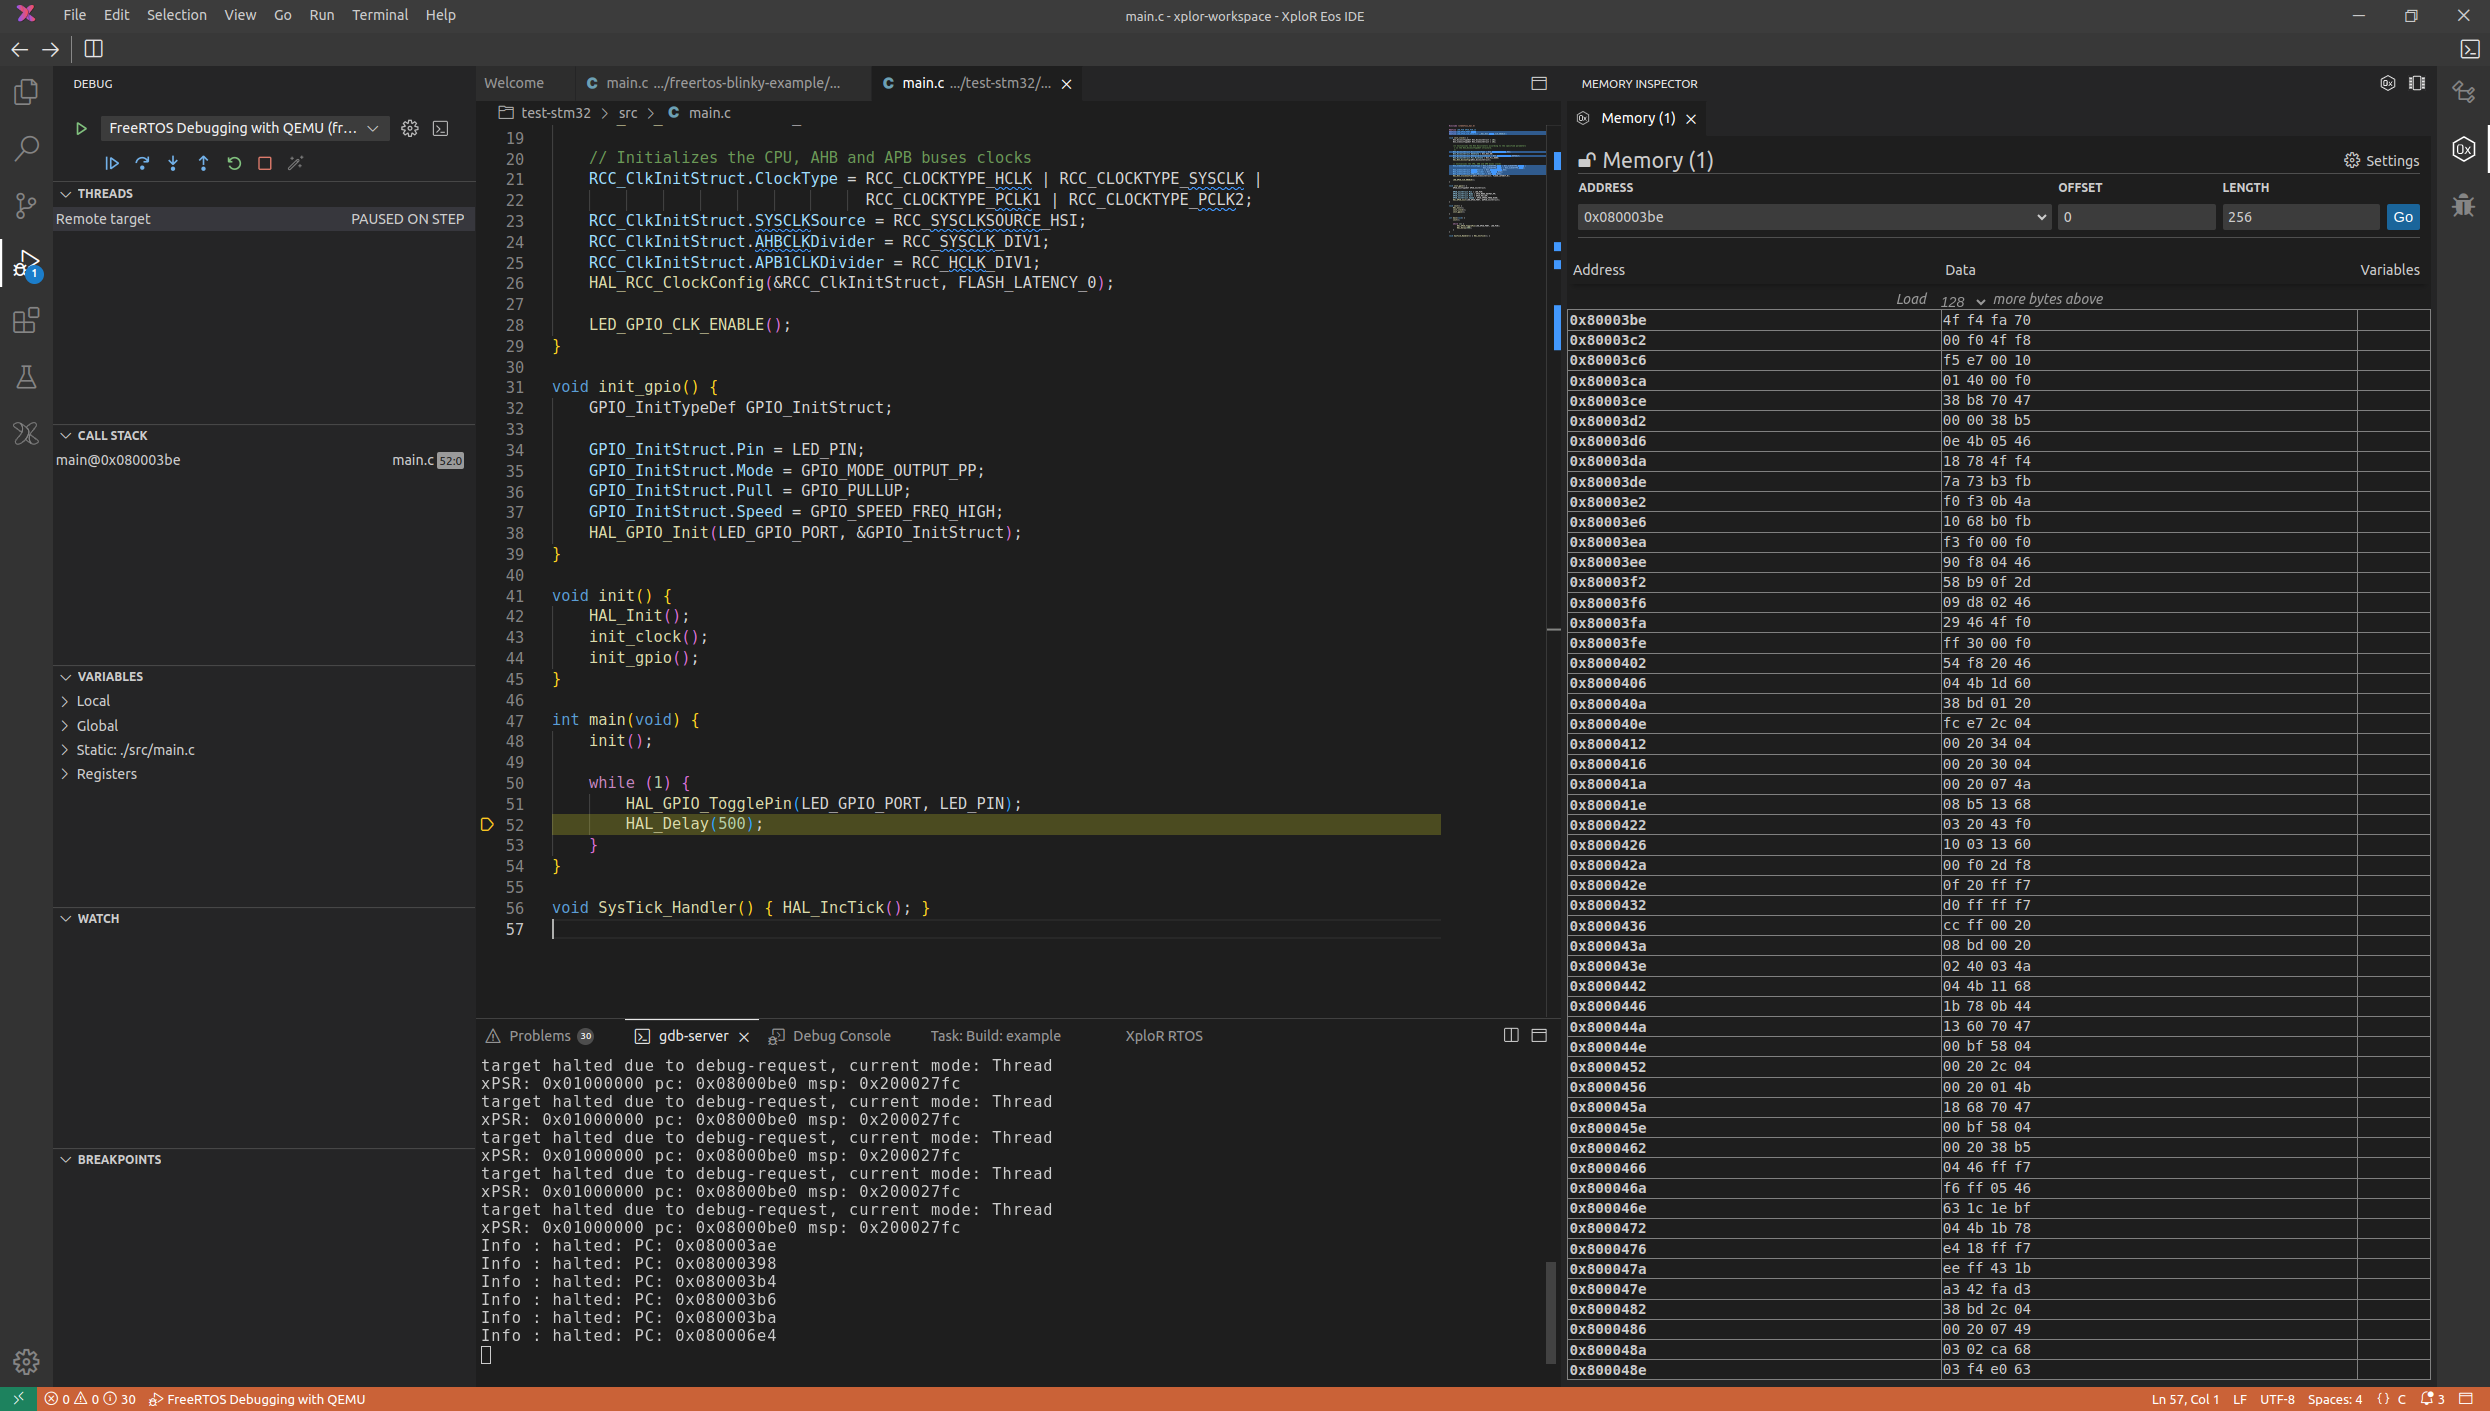 File Edit Selection View Go Run Terminal Help
main.c - xplor-workspace - XploR Eos IDE
DEBUG
FreeRTOS Debugging with QEMU (fr...
THREADS
Remote target PAUSED ON STEP
CALL STACK
main@0x080003be main.c 52:0
VARIABLES
Local
Global
Static: ./src/main.c
Registers
WATCH
BREAKPOINTS
1
Welcome
C main.c .../freertos-blinky-example/...
C main.c .../test-stm32/...
test-stm32 > src > C main.c
19
20 // Initializes the CPU, AHB and APB buses clocks
21 RCC_ClkInitStruct.ClockType = RCC_CLOCKTYPE_HCLK | RCC_CLOCKTYPE_SYSCLK |
22 RCC_CLOCKTYPE_PCLK1 | RCC_CLOCKTYPE_PCLK2;
23 RCC_ClkInitStruct.SYSCLKSource = RCC_SYSCLKSOURCE_HSI;
24 RCC_ClkInitStruct.AHBCLKDivider = RCC_SYSCLK_DIV1;
25 RCC_ClkInitStruct.APB1CLKDivider = RCC_HCLK_DIV1;
26 HAL_RCC_ClockConfig(&RCC_ClkInitStruct, FLASH_LATENCY_0);
27
28 LED_GPIO_CLK_ENABLE();
29 }
30
31 void init_gpio() {
32 GPIO_InitTypeDef GPIO_InitStruct;
33
34 GPIO_InitStruct.Pin = LED_PIN;
35 GPIO_InitStruct.Mode = GPIO_MODE_OUTPUT_PP;
36 GPIO_InitStruct.Pull = GPIO_PULLUP;
37 GPIO_InitStruct.Speed = GPIO_SPEED_FREQ_HIGH;
38 HAL_GPIO_Init(LED_GPIO_PORT, &GPIO_InitStruct);
39 }
40
41 void init() {
42 HAL_Init();
43 init_clock();
44 init_gpio();
45 }
46
47 int main(void) {
48 init();
49
50 while (1) {
51 HAL_GPIO_TogglePin(LED_GPIO_PORT, LED_PIN);
52 HAL_Delay(500);
53 }
54 }
55
56 void SysTick_Handler() { HAL_IncTick(); }
57
Problems 30 gdb-server Debug Console Task: Build: example XploR RTOS
target halted due to debug-request, current mode: Thread
xPSR: 0x01000000 pc: 0x08000be0 msp: 0x200027fc
target halted due to debug-request, current mode: Thread
xPSR: 0x01000000 pc: 0x08000be0 msp: 0x200027fc
target halted due to debug-request, current mode: Thread
xPSR: 0x01000000 pc: 0x08000be0 msp: 0x200027fc
target halted due to debug-request, current mode: Thread
xPSR: 0x01000000 pc: 0x08000be0 msp: 0x200027fc
target halted due to debug-request, current mode: Thread
xPSR: 0x01000000 pc: 0x08000be0 msp: 0x200027fc
Info : halted: PC: 0x080003ae
Info : halted: PC: 0x08000398
Info : halted: PC: 0x080003b4
Info : halted: PC: 0x080003b6
Info : halted: PC: 0x080003ba
Info : halted: PC: 0x080006e4
MEMORY INSPECTOR
Memory (1)
Memory (1) Settings
ADDRESS OFFSET LENGTH
0x080003be 0 256 Go
Address Data Variables
Load 128 more bytes above
0x80003be 4f f4 fa 70
0x80003c2 00 f0 4f f8
0x80003c6 f5 e7 00 10
0x80003ca 01 40 00 f0
0x80003ce 38 b8 70 47
0x80003d2 00 00 38 b5
0x80003d6 0e 4b 05 46
0x80003da 18 78 4f f4
0x80003de 7a 73 b3 fb
0x80003e2 f0 f3 0b 4a
0x80003e6 10 68 b0 fb
0x80003ea f3 f0 00 f0
0x80003ee 90 f8 04 46
0x80003f2 58 b9 0f 2d
0x80003f6 09 d8 02 46
0x80003fa 29 46 4f f0
0x80003fe ff 30 00 f0
0x8000402 54 f8 20 46
0x8000406 04 4b 1d 60
0x800040a 38 bd 01 20
0x800040e fc e7 2c 04
0x8000412 00 20 34 04
0x8000416 00 20 30 04
0x800041a 00 20 07 4a
0x800041e 08 b5 13 68
0x8000422 03 20 43 f0
0x8000426 10 03 13 60
0x800042a 00 f0 2d f8
0x800042e 0f 20 ff f7
0x8000432 d0 ff ff f7
0x8000436 cc ff 00 20
0x800043a 08 bd 00 20
0x800043e 02 40 03 4a
0x8000442 04 4b 11 68
0x8000446 1b 78 0b 44
0x800044a 13 60 70 47
0x800044e 00 bf 58 04
0x8000452 00 20 2c 04
0x8000456 00 20 01 4b
0x800045a 18 68 70 47
0x800045e 00 bf 58 04
0x8000462 00 20 38 b5
0x8000466 04 46 ff f7
0x800046a f6 ff 05 46
0x800046e 63 1c 1e bf
0x8000472 04 4b 1b 78
0x8000476 e4 18 ff f7
0x800047a ee ff 43 1b
0x800047e a3 42 fa d3
0x8000482 38 bd 2c 04
0x8000486 00 20 07 49
0x800048a 03 02 ca 68
0x800048e 03 f4 e0 63
0 0 30 FreeRTOS Debugging with QEMU
Ln 57, Col 1 LF UTF-8 Spaces: 4 {} C 3